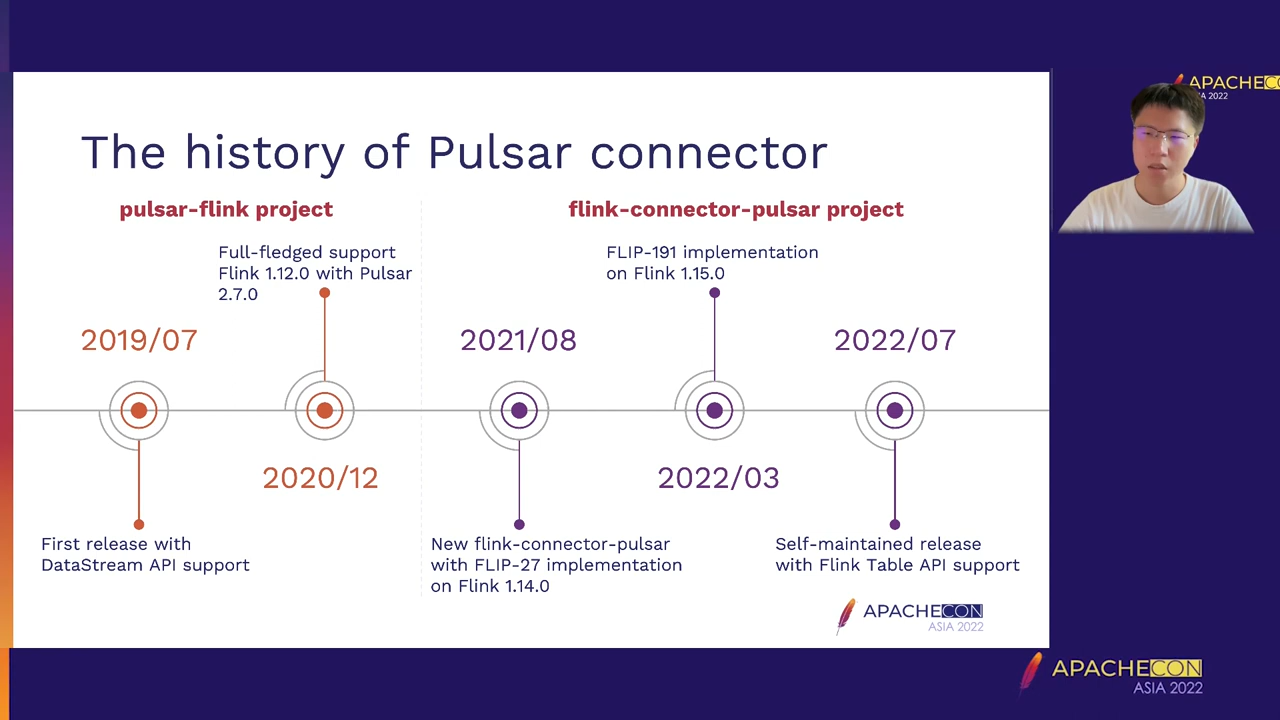 The history of Pulsar connector
pulsar-flink project
flink-connector-pulsar project
Full-fledged support
Flink 1.12.0 with Pulsar
2.7.0
FLIP-191 implementation
on Flink 1.15.0
2019/07
2021/08
2022/07
2020/12
2022/03
First release with
DataStream API support
New flink-connector-pulsar
with FLIP-27 implementation
on Flink 1.14.0
Self-maintained release
with Flink Table API support
APACHECON
ASIA 2022
APACHECO
IA 2022
APACHECON
ASIA 2022